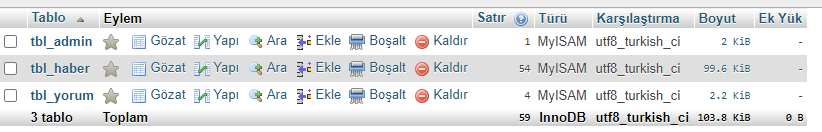 Tablo Eylem Satır Türü Karşılaştırma Boyut Ek Yük
tbl_admin Gözat Yapı Ara Ekle Boşalt Kaldır 1 MyISAM utf8_turkish_ci 2 KiB -
tbl_haber Gözat Yapı Ara Ekle Boşalt Kaldır 54 MyISAM utf8_turkish_ci 99.6 KiB -
tbl_yorum Gözat Yapı Ara Ekle Boşalt Kaldır 4 MyISAM utf8_turkish_ci 2.2 KiB -
3 tablo Toplam 59 InnoDB utf8_turkish_ci 103.8 KiB 0 B